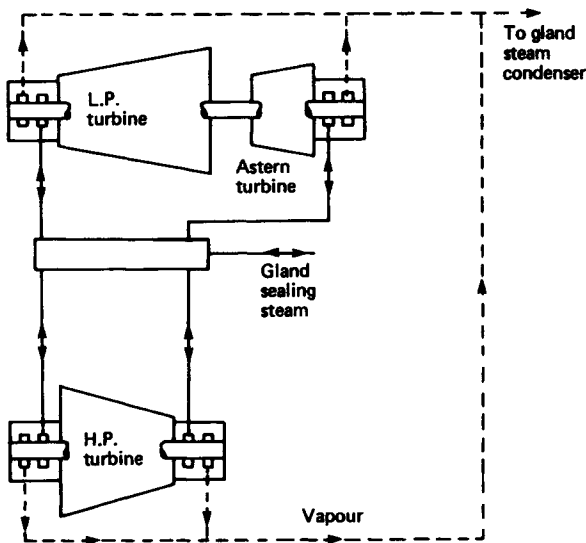 To gland
steam
condenser
L.P.
turbine
Astern
turbine
Gland
sealing
steam
H.P.
turbine
Vapour